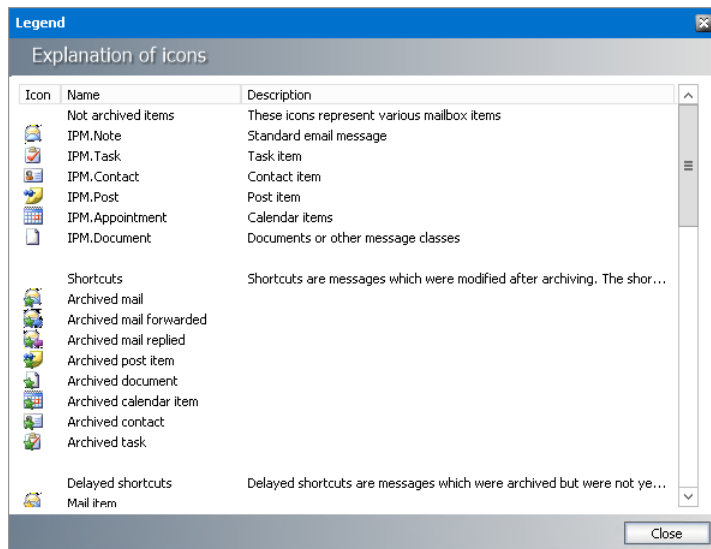 Legend
Explanation of icons
Icon Name Description
Not archived items These icons represent various mailbox items
IPM.Note Standard email message
IPM.Task Task item
IPM.Contact Contact item
IPM.Post Post item
IPM.Appointment Calendar items
IPM.Document Documents or other message classes
Shortcuts Shortcuts are messages which were modified after archiving. The shor...
Archived mail
Archived mail forwarded
Archived mail replied
Archived post item
Archived document
Archived calendar item
Archived contact
Archived task
Delayed shortcuts Delayed shortcuts are messages which were archived but were not ye...
Mail item
Close